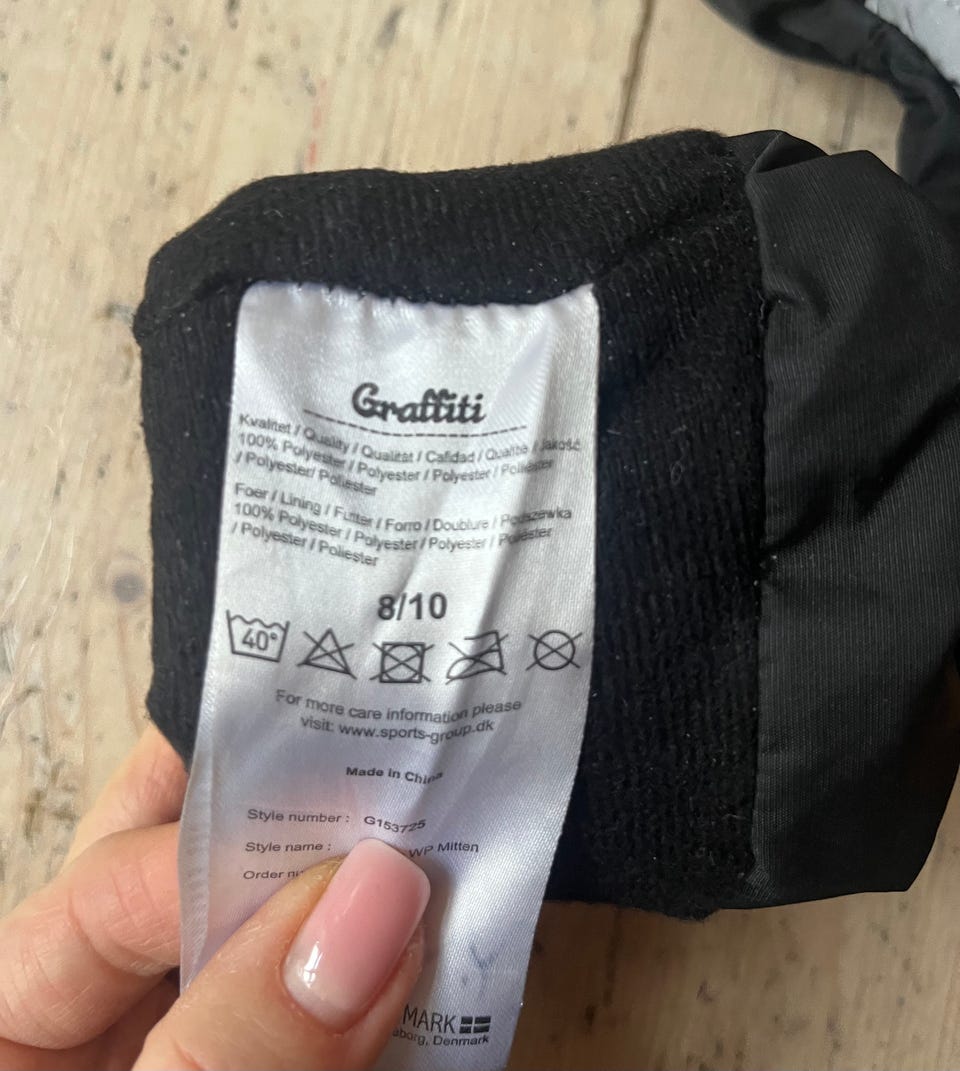 Graffiti
Kvalitet / Quality / Qualitat / Calidad / Qualité / Jakość
100% Polyester / Polyester / Polyester / Poliester
/ Polyester/ Poliester
Foer / Lining / Futter / Forro / Doublure / Podszewka
100% Polyester / Polyester / Polyester / Poliester
/ Polyester / Poliester
8/10
40°
For more care information please
visit: www.sports-group.dk
Made in China
Style number : G153725
Style name : WP Mitten
Order
MARK
Denmark